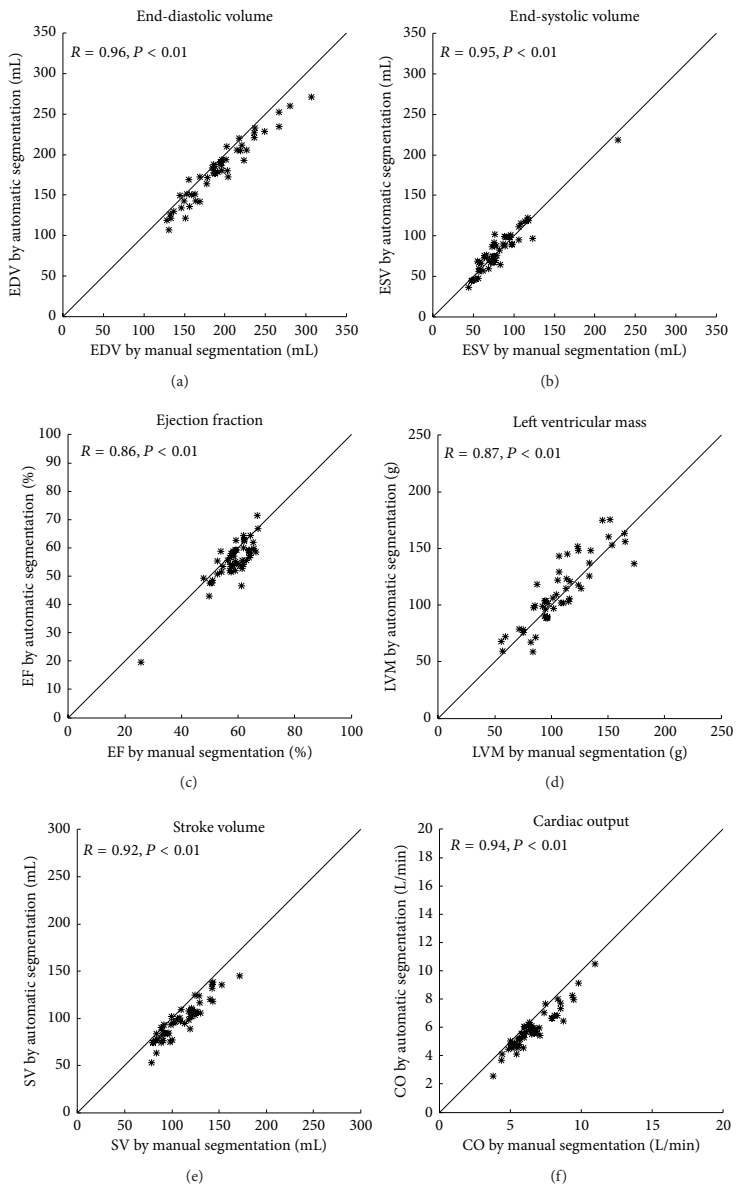 End-diastolic volume
R = 0.96, P < 0.01
EDV by automatic segmentation (mL)
350
300
250
200
150
100
50
0
0 50 100 150 200 250 300 350
EDV by manual segmentation (mL)
(a)
End-systolic volume
R = 0.95, P < 0.01
ESV by automatic segmentation (mL)
350
300
250
200
150
100
50
0
0 50 100 150 200 250 300 350
ESV by manual segmentation (mL)
(b)
Ejection fraction
R = 0.86, P < 0.01
EF by automatic segmentation (%)
100
90
80
70
60
50
40
30
20
10
0
0 20 40 60 80 100
EF by manual segmentation (%)
(c)
Left ventricular mass
R = 0.87, P < 0.01
LVM by automatic segmentation (g)
250
200
150
100
50
0
0 50 100 150 200 250
LVM by manual segmentation (g)
(d)
Stroke volume
R = 0.92, P < 0.01
SV by automatic segmentation (mL)
300
250
200
150
100
50
0
0 50 100 150 200 250 300
SV by manual segmentation (mL)
(e)
Cardiac output
R = 0.94, P < 0.01
CO by automatic segmentation (L/min)
20
18
16
14
12
10
8
6
4
2
0
0 5 10 15 20
CO by manual segmentation (L/min)
(f)